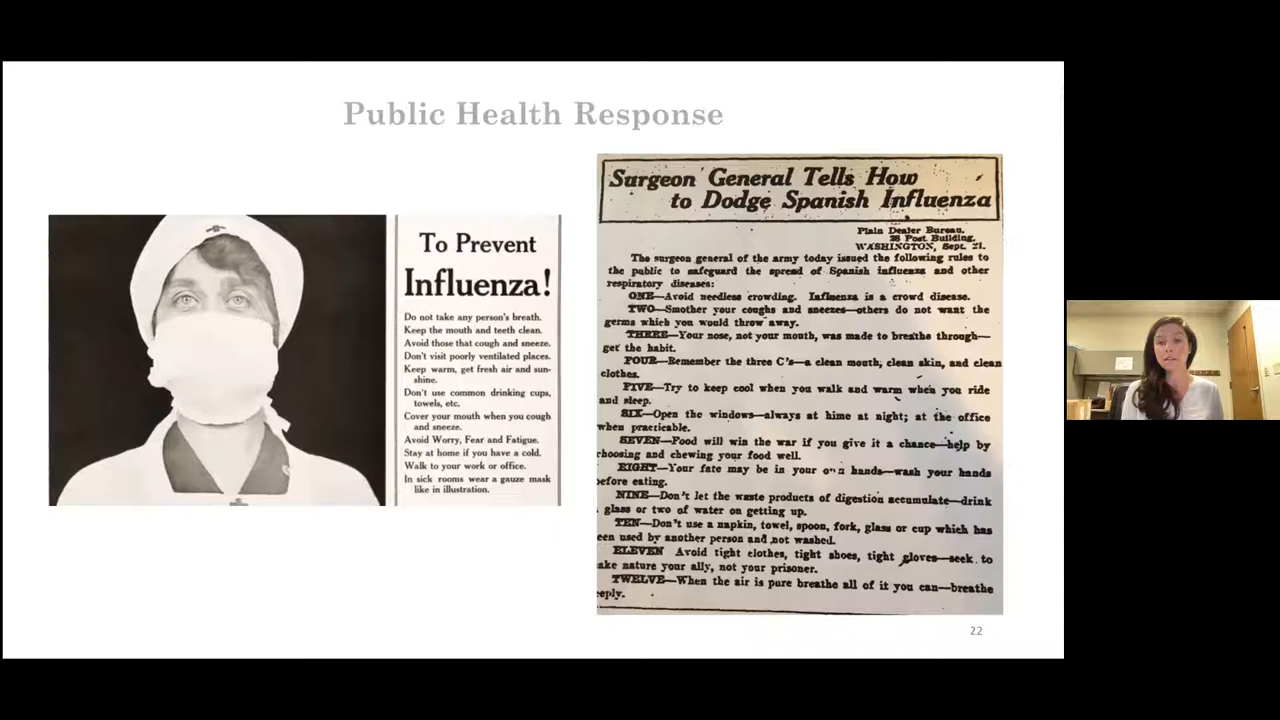 Public Health Response
To Prevent
Influenza!
Do not take any person's breath.
Keep the mouth and teeth clean.
Avoid those that cough and sneeze.
Don't visit poorly ventilated places.
Keep warm, get fresh air and sun-
shine.
Don't use common drinking cups,
towels, etc.
Cover your mouth when you cough
and sneeze.
Avoid Worry, Fear and Fatigue.
Stay at home if you have a cold.
Walk to your work or office.
In sick rooms wear a gauze mask
like in illustration.
Surgeon General Tells How
to Dodge Spanish Influenza
Plain Dealer Bureau,
38 Post Building,
WASHINGTON, Sept. 21.
The surgeon general of the army today issued the following rules to
the public to safeguard the spread of Spanish influenza and other
respiratory diseases:
ONE—Avoid needless crowding. Influenza is a crowd disease.
TWO—Smother your coughs and sneezes—others do not want the
germs which you would throw away.
THREE—Your nose, not your mouth, was made to breathe through—
get the habit.
FOUR—Remember the three C's—a clean mouth, clean skin, and clean
clothes.
FIVE—Try to keep cool when you walk and warm when you ride
and sleep.
SIX—Open the windows—always at hime at night; at the office
when practicable.
SEVEN—Food will win the war if you give it a chance—help by
choosing and chewing your food well.
EIGHT—Your fate may be in your own hands—wash your hands
before eating.
NINE—Don't let the waste products of digestion accumulate—drink
glass or two of water on getting up.
TEN—Don't use a napkin, towel, spoon, fork, glass or cup which has
een used by another person and not washed.
ELEVEN Avoid tight clothes, tight shoes, tight gloves—seek to
ake nature your ally, not your prisoner.
TWELVE—When the air is pure breathe all of it you can—breathe
eply.
22